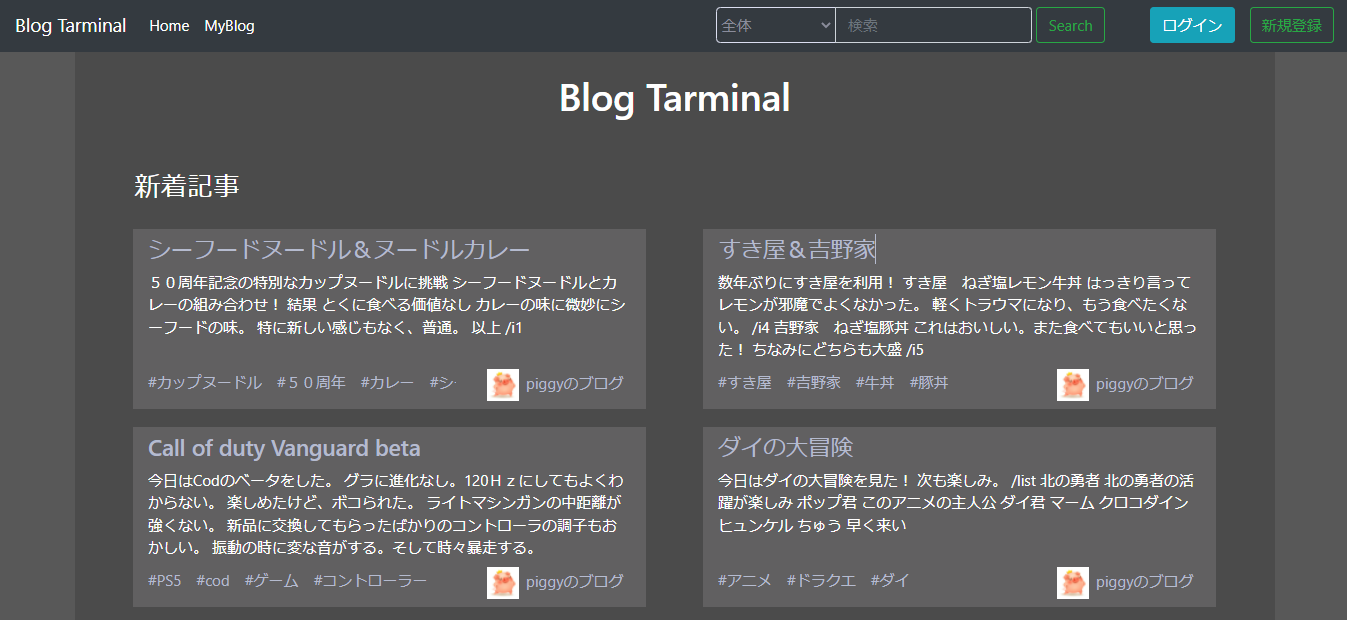 Blog Tarminal Home MyBlog 全体 検索 Search ログイン 新規登録
Blog Tarminal
新着記事
シーフードヌードル＆ヌードルカレー
５０周年記念の特別なカップヌードルに挑戦 シーフードヌードルとカ
レーの組み合わせ！ 結果 とくに食べる価値なし カレーの味に微妙にシ
ーフードの味。 特に新しい感じもなく、普通。 以上 /i1
#カップヌードル #５０周年 #カレー #シ
piggyのブログ
すき屋＆吉野家
数年ぶりにすき屋を利用！ すき屋　ねぎ塩レモン牛丼 はっきり言って
レモンが邪魔でよくなかった。 軽くトラウマになり、もう食べたくな
い。 /i4 吉野家　ねぎ塩豚丼 これはおいしい。また食べてもいいと思っ
た！ ちなみにどちらも大盛 /i5
#すき屋 #吉野家 #牛丼 #豚丼
piggyのブログ
Call of duty Vanguard beta
今日はCodのベータをした。 グラに進化なし。120Ｈｚにしてもよくわ
からない。 楽しめたけど、ボコられた。 ライトマシンガンの中距離が
強くない。 新品に交換してもらったばかりのコントローラの調子もお
かしい。 振動の時に変な音がする。そして時々暴走する。
#PS5 #cod #ゲーム #コントローラー
piggyのブログ
ダイの大冒険
今日はダイの大冒険を見た！ 次も楽しみ。 /list 北の勇者 北の勇者の活
躍が楽しみ ポップ君 このアニメの主人公 ダイ君 マーム クロコダイン
ヒュンケル ちゅう 早く来い
#アニメ #ドラクエ #ダイ
piggyのブログ